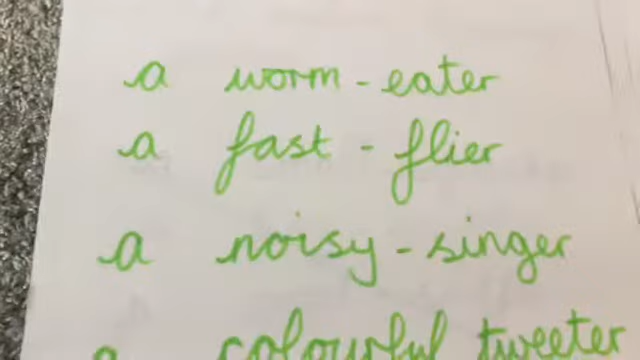 a worm-eater
a fast-flier
a noisy-singer
a colourful tweeter